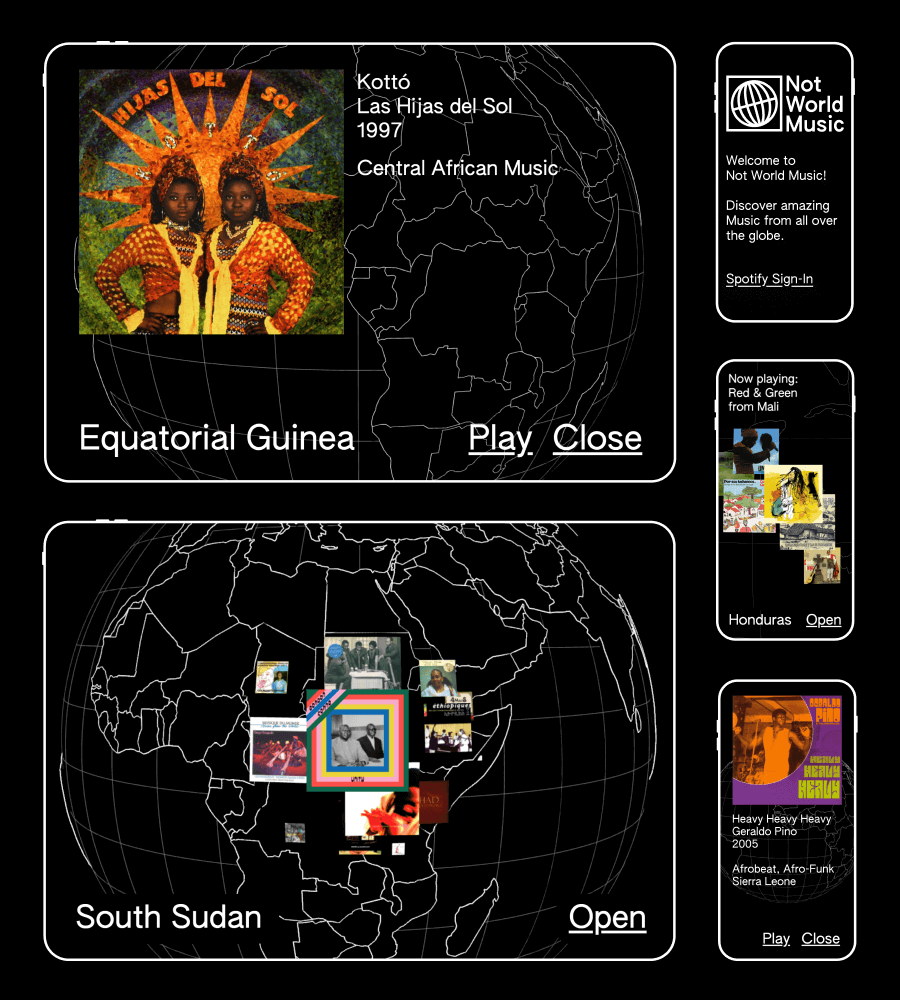 HIJAS DEL SOL
Kottó
Las Hijas del Sol
1997
Central African Music
Equatorial Guinea
Play Close
Not
World
Music
Welcome to
Not World Music!
Discover amazing
Music from all over
the globe.
Spotify Sign-In
Now playing:
Red & Green
from Mali
Honduras Open
éthiopiques
UNITY
South Sudan
Open
GERALDO
PINO
HEAVY
HEAVY
HEAVY
Heavy Heavy Heavy
Geraldo Pino
2005
Afrobeat, Afro-Funk
Sierra Leone
Play Close